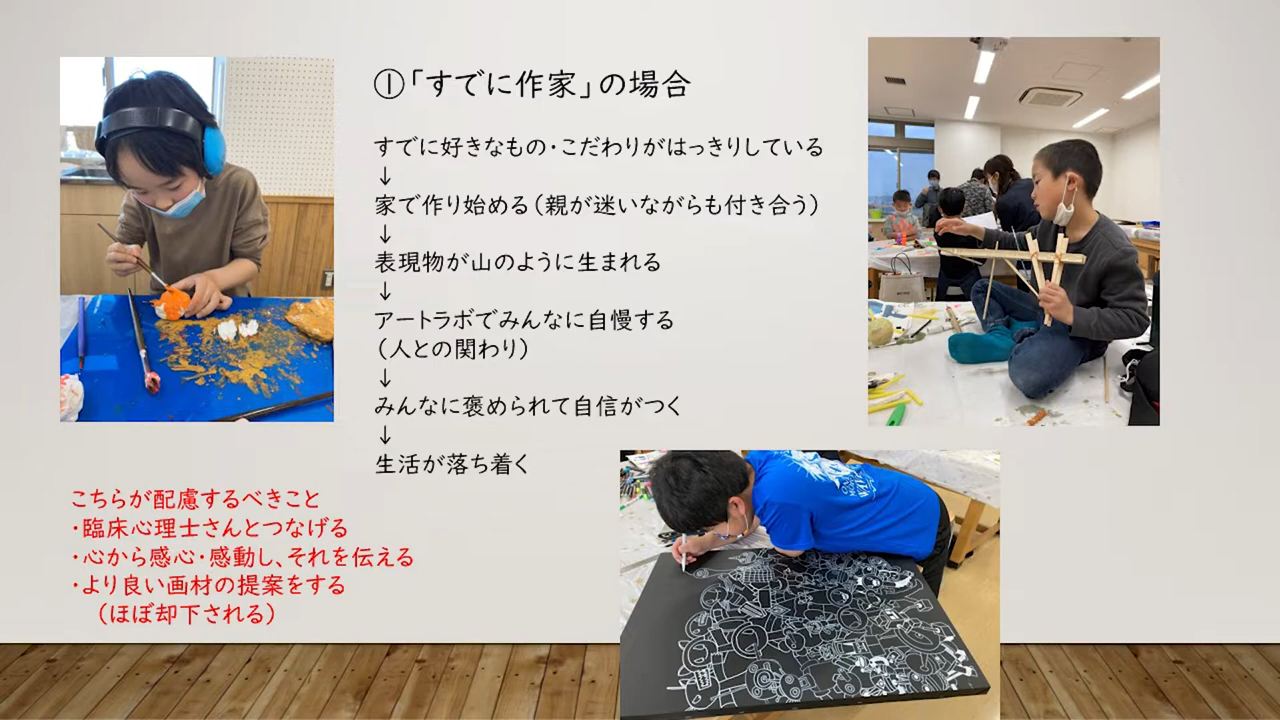 ①「すでに作家」の場合
すでに好きなもの・こだわりがはっきりしている
↓
家で作り始める（親が迷いながらも付き合う）
↓
表現物が山のように生まれる
↓
アートラボでみんなに自慢する
（人との関わり）
↓
みんなに褒められて自信がつく
↓
生活が落ち着く
こちらが配慮するべきこと
・臨床心理士さんとつなげる
・心から感心・感動し、それを伝える
・より良い画材の提案をする
（ほぼ却下される）